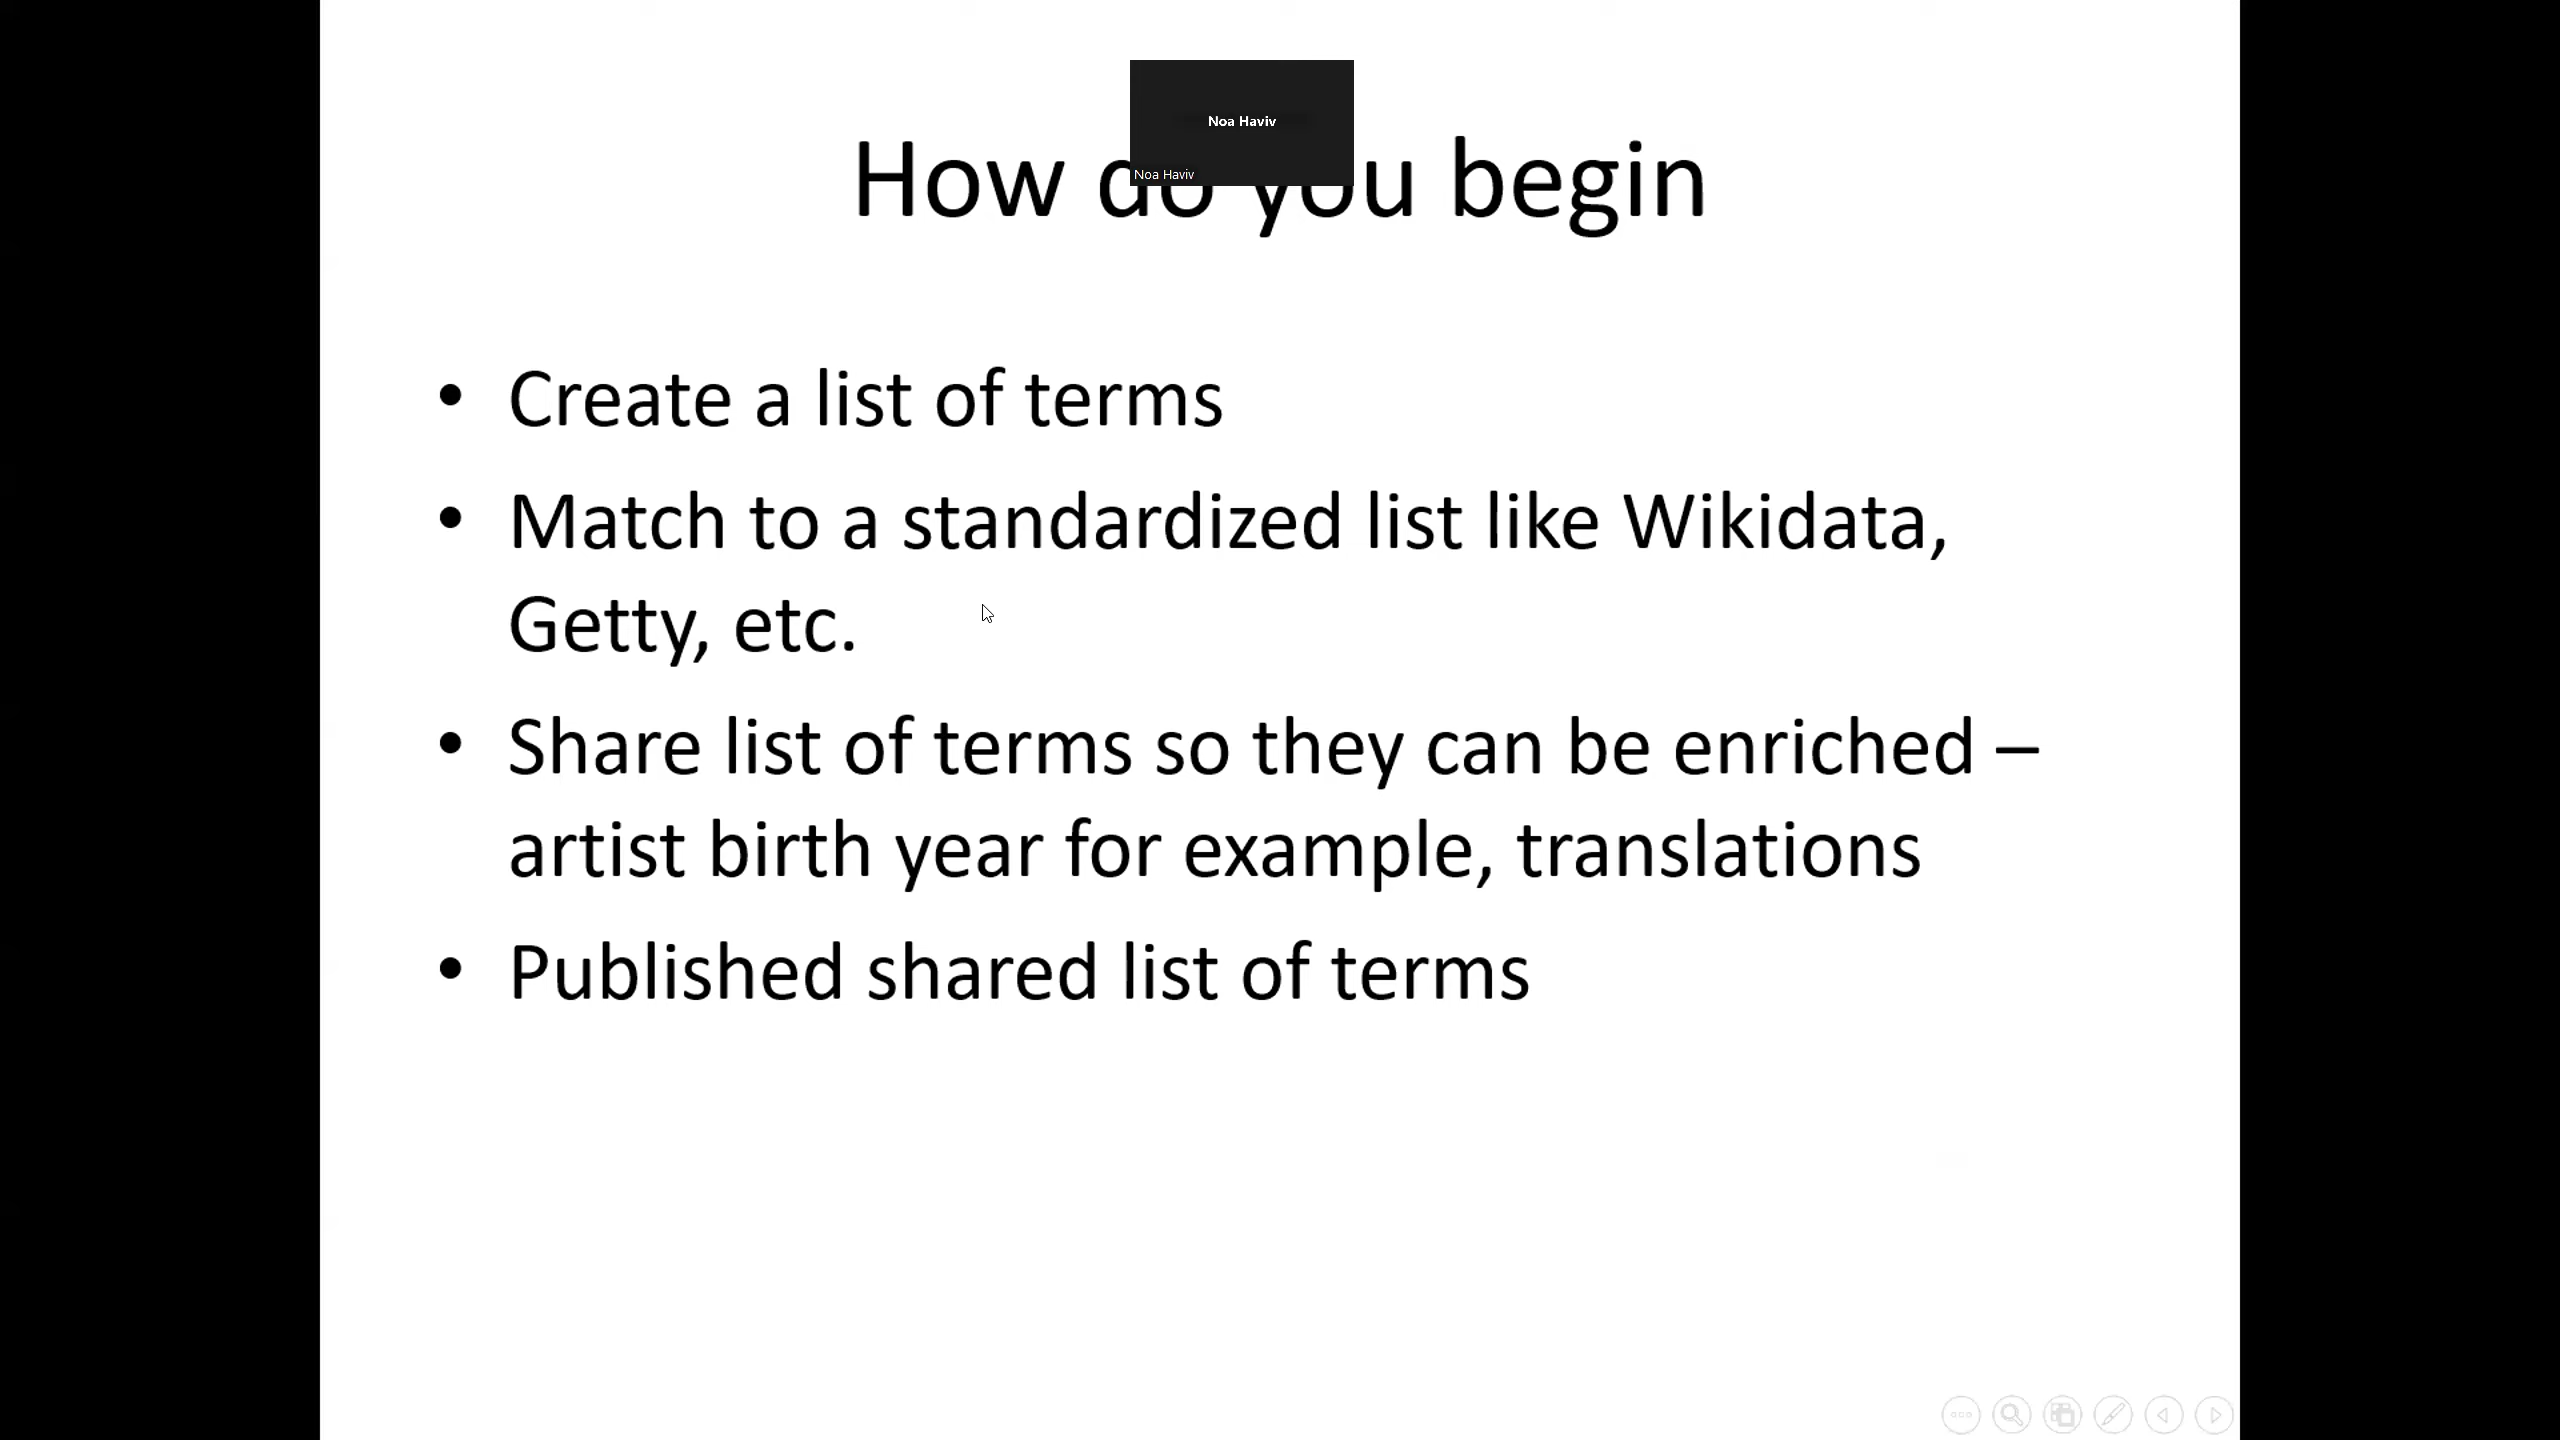 Noa Haviv
Noa Haviv
How do you begin
• Create a list of terms
• Match to a standardized list like Wikidata,
Getty, etc.
• Share list of terms so they can be enriched –
artist birth year for example, translations
• Published shared list of terms